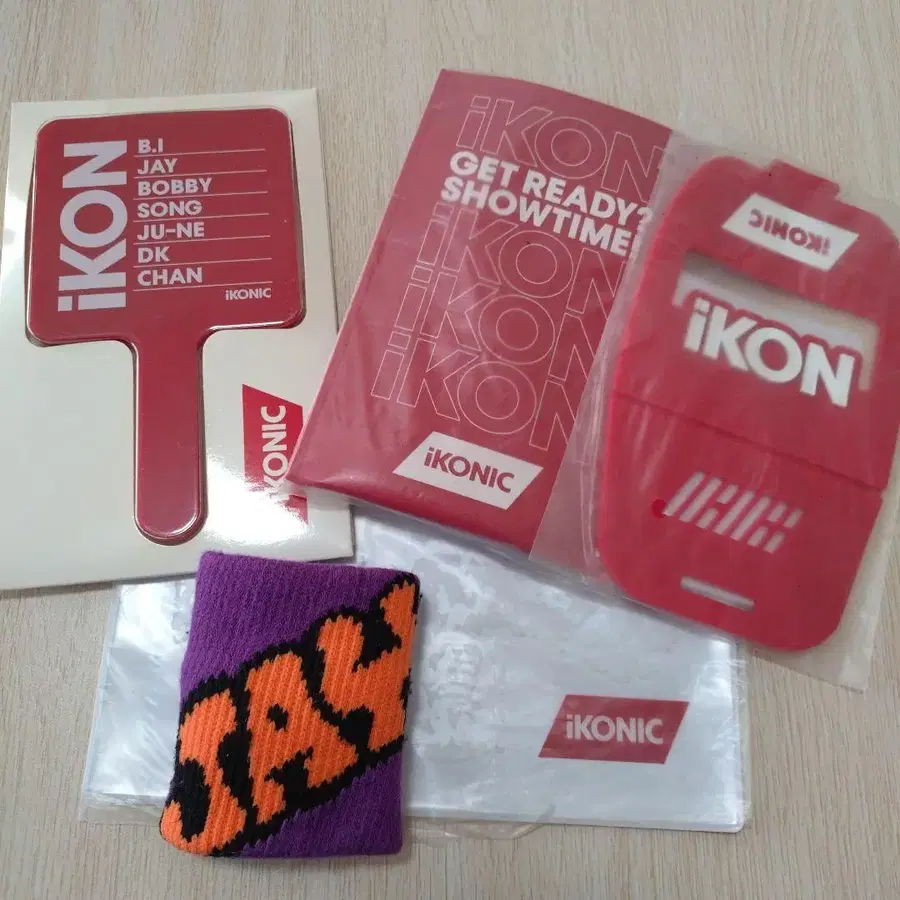 iKON
B.I
JAY
BOBBY
SONG
JU-NE
DK
CHAN
iKONIC
iKONIC
iKON
GET READY?
SHOWTIME!
iKON
iKON
iKON
iKONIC
iKONIC
iKON
iKONIC
JAY